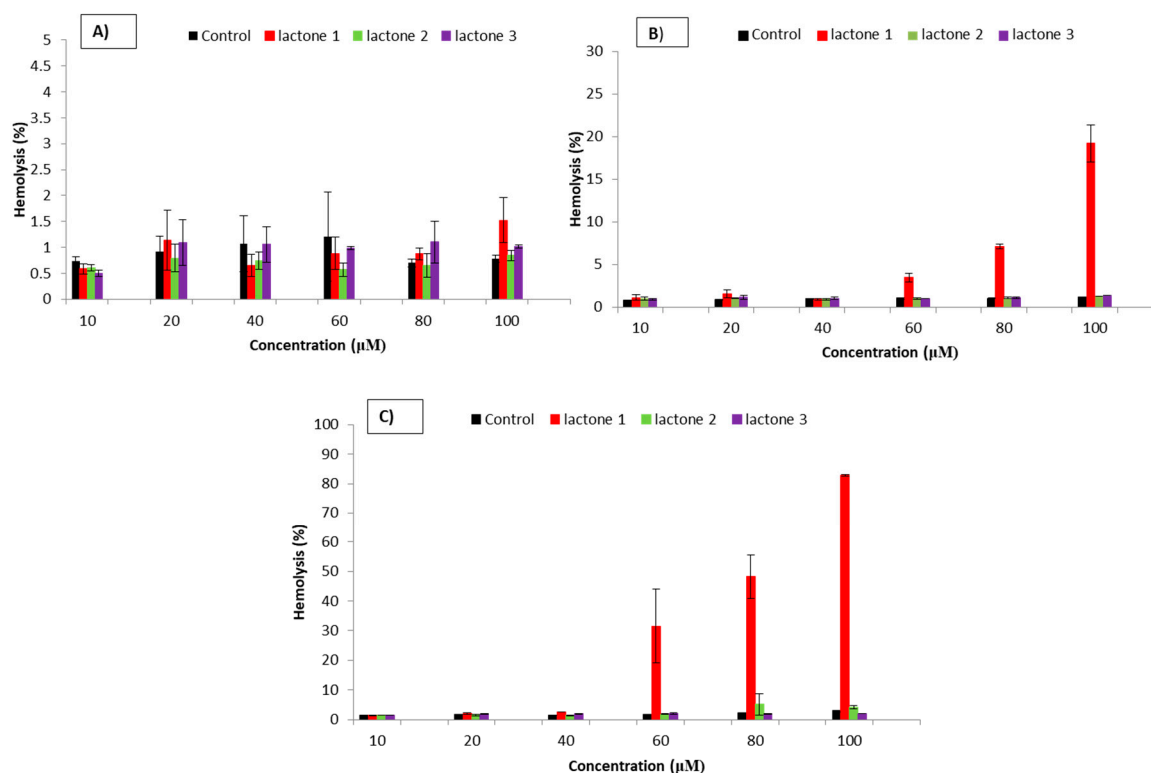 A)
Control lactone 1 lactone 2 lactone 3
5
4.5
4
3.5
3
2.5
2
1.5
1
0.5
0
Hemolysis (%)
10 20 40 60 80 100
Concentration (µM)
B)
Control lactone 1 lactone 2 lactone 3
30
25
20
15
10
5
0
Hemolysis (%)
10 20 40 60 80 100
Concentration (µM)
C)
Control lactone 1 lactone 2 lactone 3
100
90
80
70
60
50
40
30
20
10
0
Hemolysis (%)
10 20 40 60 80 100
Concentration (µM)